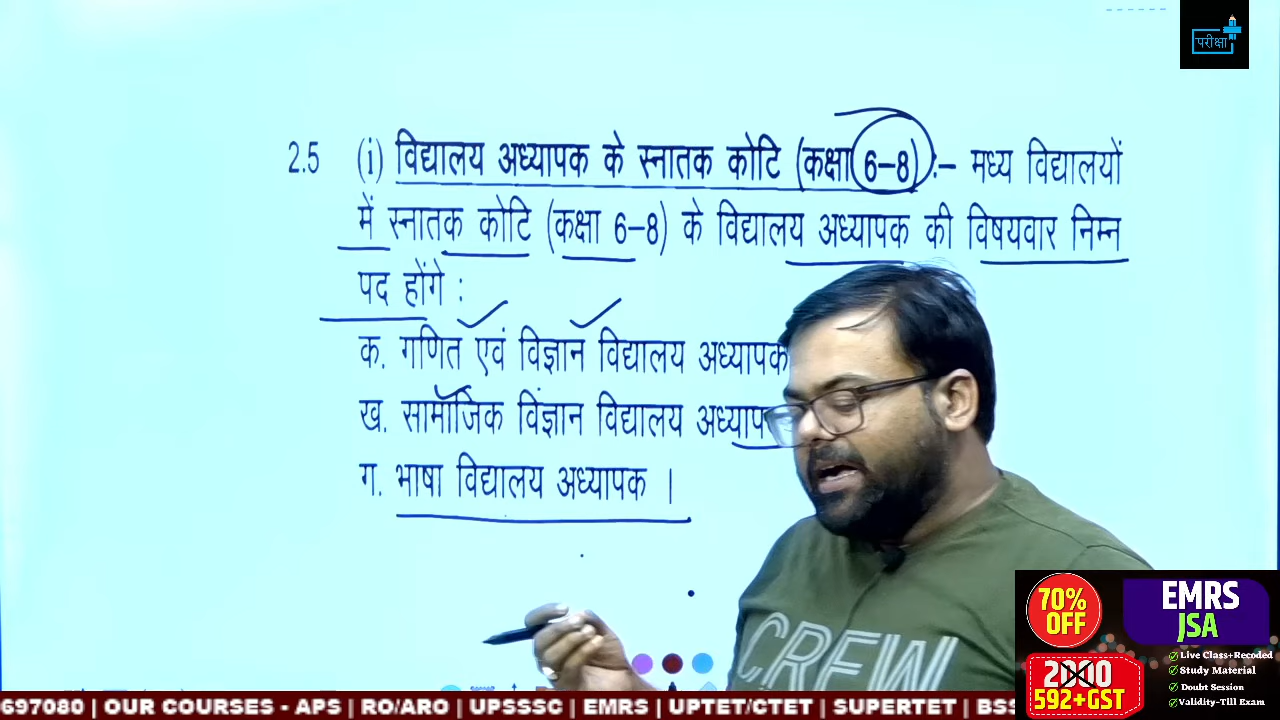 परीक्षा
2.5 (i) विद्यालय अध्यापक के स्नातक कोटि (कक्षा 6–8) :– मध्य विद्यालयों
में स्नातक कोटि (कक्षा 6–8) के विद्यालय अध्यापक की विषयवार निम्न
पद होंगे :
क. गणित एवं विज्ञान विद्यालय अध्यापक
ख. सामाजिक विज्ञान विद्यालय
ग. भाषा विद्यालय अध्यापक ।
CREW
70%
OFF
EMRS
JSA
2000
592+GST
Live Class+Recoded
Study Material
Doubt Session
Validity-Till Exam
697080 | OUR COURSES - APS | RO/ARO | UPSSSC | EMRS | UPTET/CTET | SUPERTET |